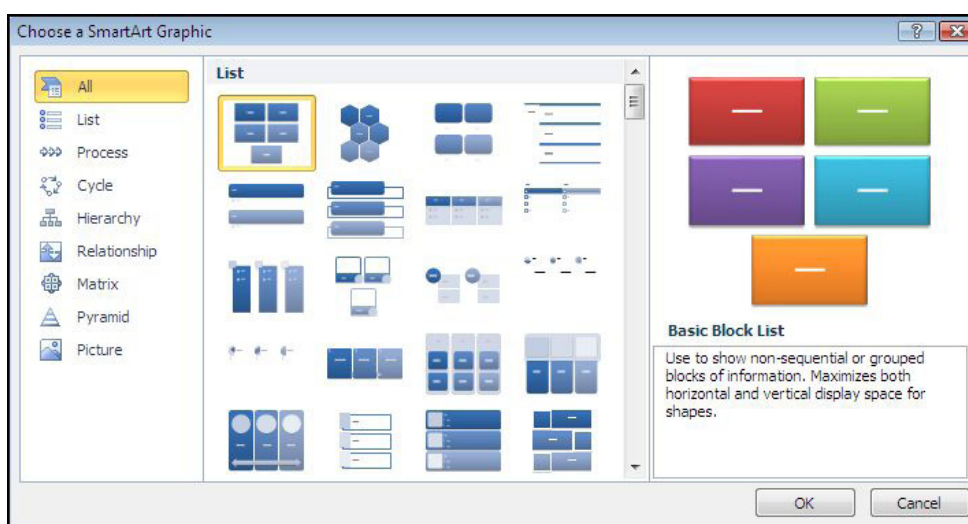 Choose a SmartArt Graphic
All
List
Process
Cycle
Hierarchy
Relationship
Matrix
Pyramid
Picture
List
Basic Block List
Use to show non-sequential or grouped
blocks of information. Maximizes both
horizontal and vertical display space for
shapes.
OK
Cancel